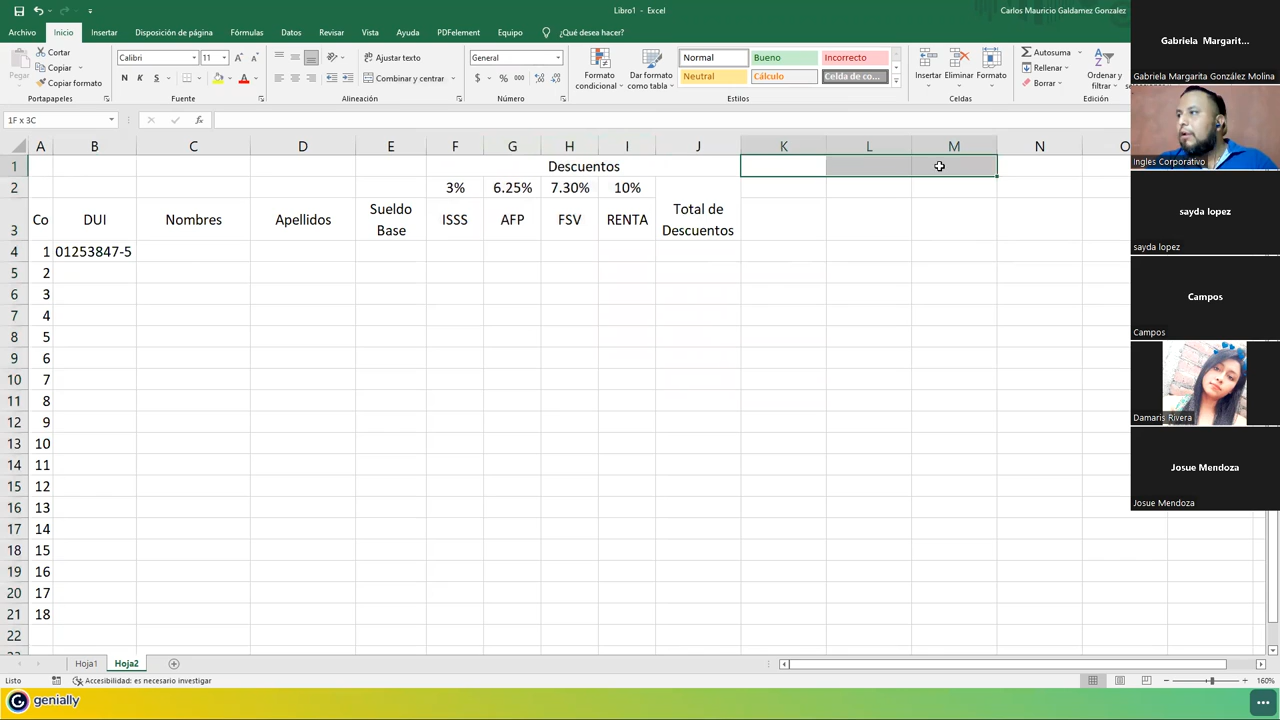 Libro1 - Excel
Carlos Mauricio Galdamez Gonzalez
Archivo Inicio Insertar Disposición de página Fórmulas Datos Revisar Vista Ayuda PDFelement Equipo ¿Qué desea hacer?
Pegar
Cortar
Copiar
Copiar formato
Portapapeles
Calibri 11
N K S
Fuente
Ajustar texto
Combinar y centrar
Alineación
General
$ % 000
Número
Formato condicional
Dar formato como tabla
Normal Bueno Incorrecto
Neutral Cálculo Celda de co...
Estilos
Insertar Eliminar Formato
Celdas
Autosuma
Rellenar
Borrar
Ordenar y filtrar
Edición
1F x 3C
fx
A B C D E F G H I J K L M N O
1 Descuentos
2 3% 6.25% 7.30% 10%
Co DUI Nombres Apellidos Sueldo Base ISSS AFP FSV RENTA Total de Descuentos
4 1 01253847-5
5 2
6 3
7 4
8 5
9 6
10 7
11 8
12 9
13 10
14 11
15 12
16 13
17 14
18 15
19 16
20 17
21 18
22
Hoja1 Hoja2
Listo
Accesibilidad: es necesario investigar
160%
genially
Gabriela Margarit...
Gabriela Margarita González Molina
Ingles Corporativo
sayda lopez
sayda lopez
Campos
Campos
Damaris Rivera
Josue Mendoza
Josue Mendoza